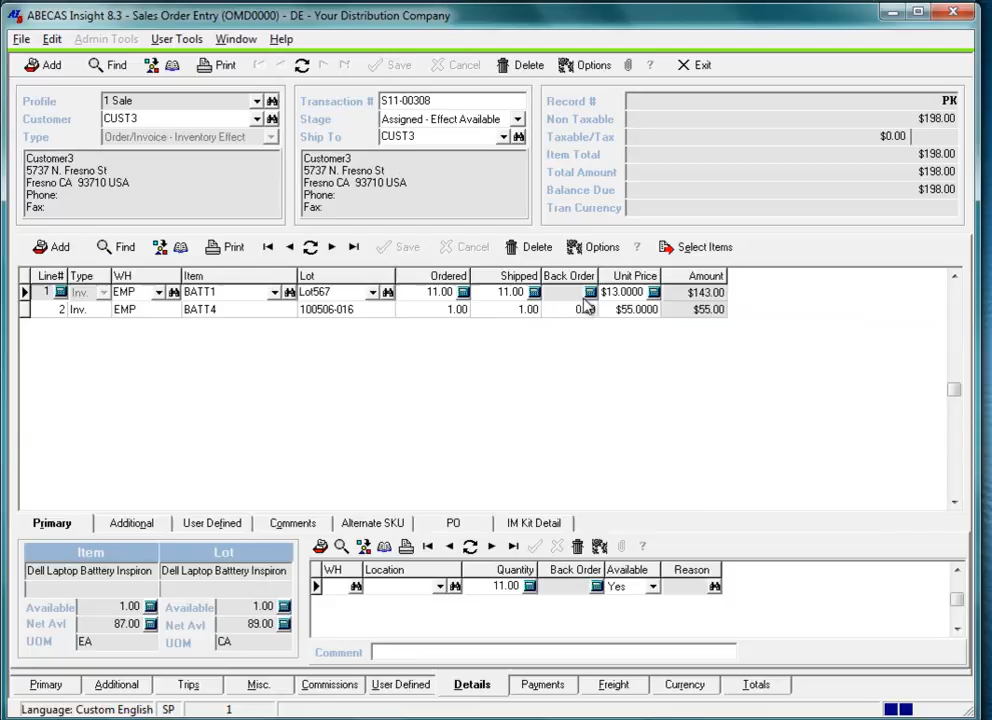 ABECAS Insight 8.3 - Sales Order Entry (OMD0000) - DE - Your Distribution Company
File Edit Admin Tools User Tools Window Help
Add Find Print Save Cancel Delete Options ? Exit
Profile 1 Sale
Customer CUST3
Type Order/Invoice - Inventory Effect
Customer3
5737 N. Fresno St
Fresno CA 93710 USA
Phone:
Fax:
Transaction # S11-00308
Stage Assigned - Effect Available
Ship To CUST3
Customer3
5737 N. Fresno St
Fresno CA 93710 USA
Phone:
Fax:
Record # PK
Non Taxable $198.00
Taxable/Tax $0.00
Item Total $198.00
Total Amount $198.00
Balance Due $198.00
Tran Currency
Add Find Print Save Cancel Delete Options ? Select Items
Line# Type WH Item Lot Ordered Shipped Back Order Unit Price Amount
1 Inv. EMP BATT1 Lot567 11.00 11.00 $13.0000 $143.00
2 Inv. EMP BATT4 100506-016 1.00 1.00 $55.0000 $55.00
Primary Additional User Defined Comments Alternate SKU PO IM Kit Detail
Item Lot
Dell Laptop Batttery Inspiron Dell Laptop Batttery Inspiron
Available 1.00 Available 1.00
Net Avl 87.00 Net Avl 89.00
UOM EA UOM CA
?
WH Location Quantity Back Order Available Reason
11.00 Yes
Comment
Primary Additional Trips Misc. Commissions User Defined Details Payments Freight Currency Totals
Language: Custom English SP 1